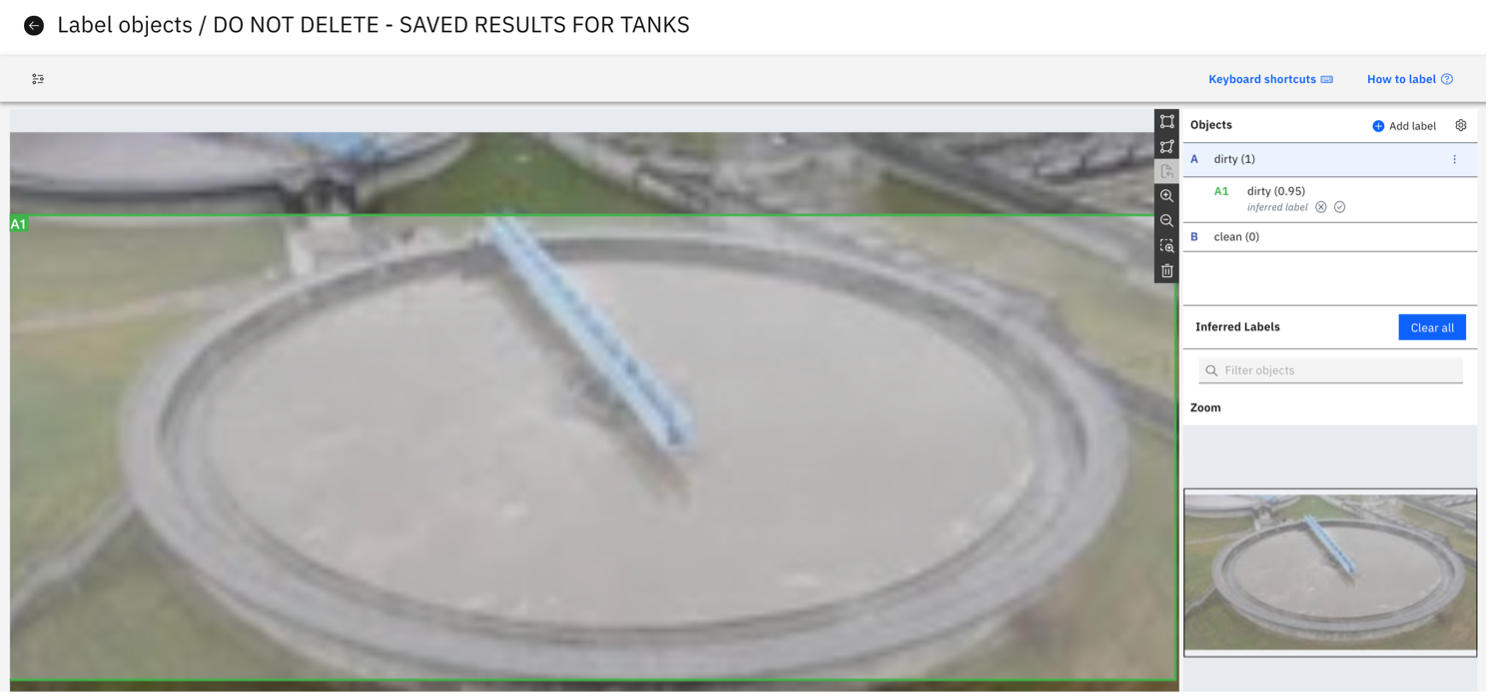 Label objects / DO NOT DELETE - SAVED RESULTS FOR TANKS
Keyboard shortcuts
How to label
Objects
Add label
A dirty (1)
A1 dirty (0.95)
inferred label
B clean (0)
Inferred Labels
Clear all
Filter objects
Zoom
A1